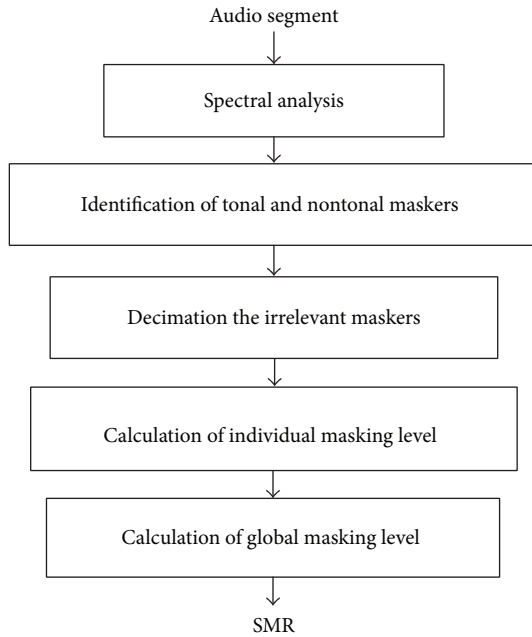 Audio segment
Spectral analysis
Identification of tonal and nontonal maskers
Decimation the irrelevant maskers
Calculation of individual masking level
Calculation of global masking level
SMR